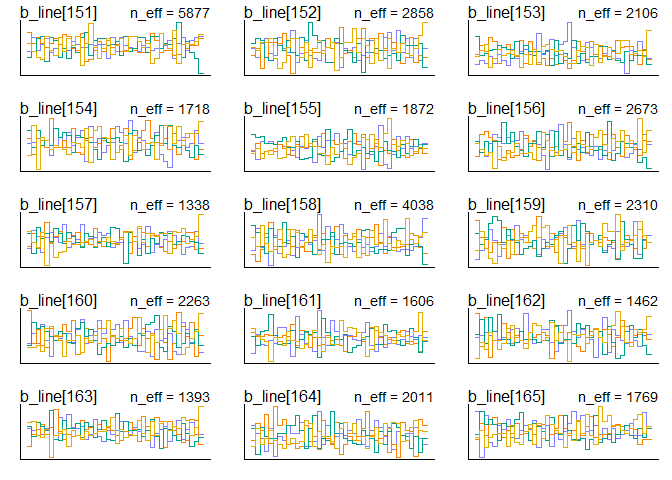 b_line[151] n_eff = 5877 b_line[152] n_eff = 2858 b_line[153] n_eff = 2106
b_line[154] n_eff = 1718 b_line[155] n_eff = 1872 b_line[156] n_eff = 2673
b_line[157] n_eff = 1338 b_line[158] n_eff = 4038 b_line[159] n_eff = 2310
b_line[160] n_eff = 2263 b_line[161] n_eff = 1606 b_line[162] n_eff = 1462
b_line[163] n_eff = 1393 b_line[164] n_eff = 2011 b_line[165] n_eff = 1769